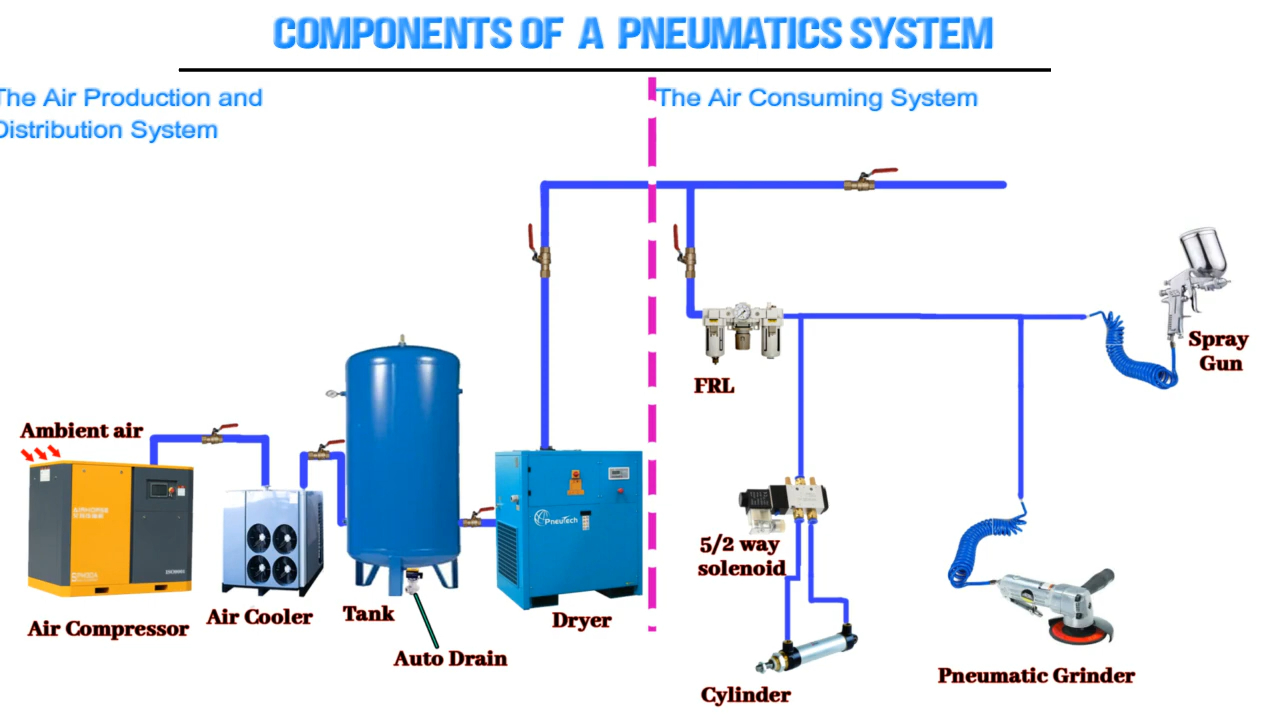 COMPONENTS OF A PNEUMATICS SYSTEM
The Air Production and
Distribution System
The Air Consuming System
Spray
Gun
FRL
Ambient air
PNEUTECH
5/2 way
solenoid
Air Compressor
Air Cooler
Tank
Dryer
Auto Drain
Pneumatic Grinder
Cylinder